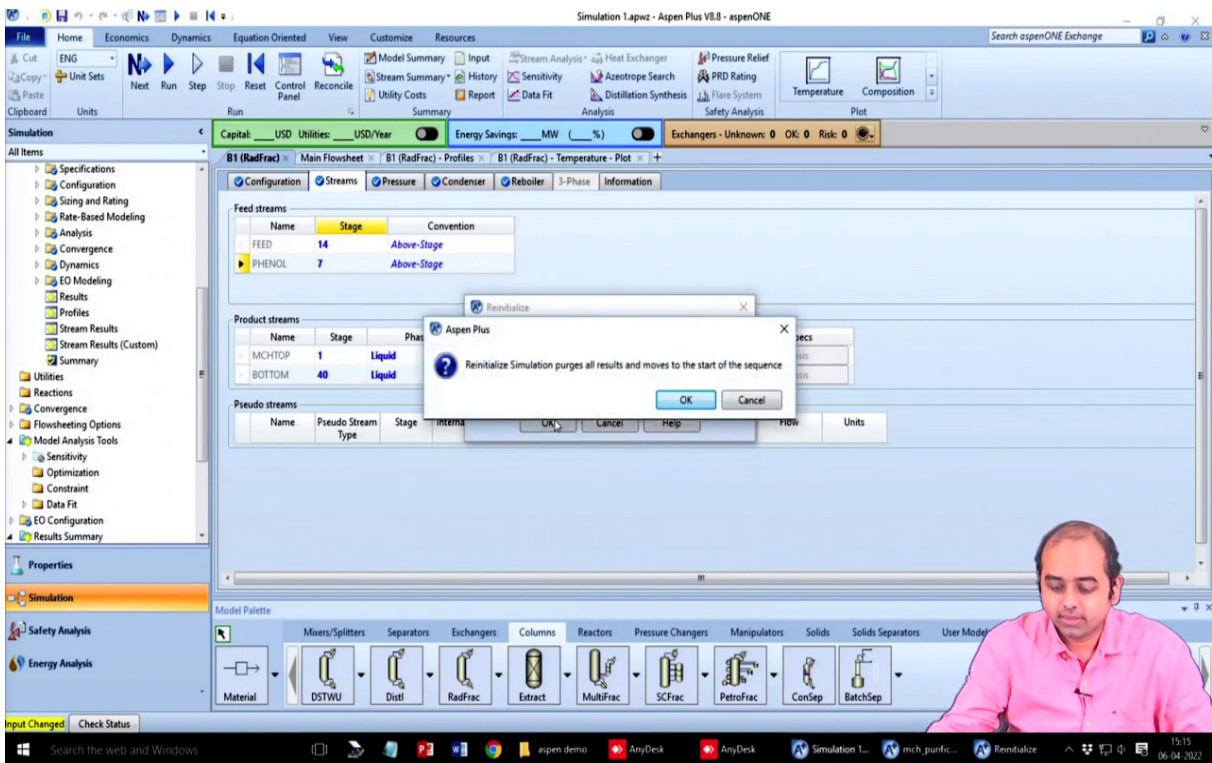 Simulation 1.apwz - Aspen Plus V8.8 - aspenONE
File Home Economics Dynamics Equation Oriented View Customize Resources Search aspenONE Exchange
Cut ENG Model Summary Input Stream Analysis Heat Exchanger Pressure Relief
Copy Unit Sets Next Run Step Stop Reset Control Panel Reconcile Stream Summary History Sensitivity Azeotrope Search PRD Rating Temperature Composition
Paste Utility Costs Report Data Fit Distillation Synthesis Flare System
Clipboard Units Run Summary Analysis Safety Analysis Plot
Simulation Capital: ____ USD Utilities: ____ USD/Year Energy Savings: ____ MW ( ____ %) Exchangers - Unknown: 0 OK: 0 Risk: 0
All Items B1 (RadFrac) Main Flowsheet B1 (RadFrac) - Profiles B1 (RadFrac) - Temperature - Plot +
Specifications
Configuration
Sizing and Rating
Rate-Based Modeling
Analysis
Convergence
Dynamics
EO Modeling
Results
Profiles
Stream Results
Stream Results (Custom)
Summary
Utilities
Reactions
Convergence
Flowsheeting Options
Model Analysis Tools
Sensitivity
Optimization
Constraint
Data Fit
EO Configuration
Results Summary
Properties
Simulation
Safety Analysis
Energy Analysis
Configuration Streams Pressure Condenser Reboiler 3-Phase Information
Feed streams
Name Stage Convention
FEED 14 Above-Stage
PHENOL 7 Above-Stage
Product streams
Name Stage Phas
MCHTOP 1 Liquid
BOTTOM 40 Liquid
Pseudo streams
Name Pseudo Stream Type Stage Interna Flow Units
Reinitialize
Aspen Plus
Reinitialize Simulation purges all results and moves to the start of the sequence
OK Cancel
OK Cancel Help
Model Palette
Mixers/Splitters Separators Exchangers Columns Reactors Pressure Changers Manipulators Solids Solids Separators User Model
Material DSTWU Distl RadFrac Extract MultiFrac SCFrac PetroFrac ConSep BatchSep
Input Changed Check Status
Search the web and Windows aspen demo AnyDesk AnyDesk Simulation 1... mch_purific... Reinitialize 15:15
06-04-2022